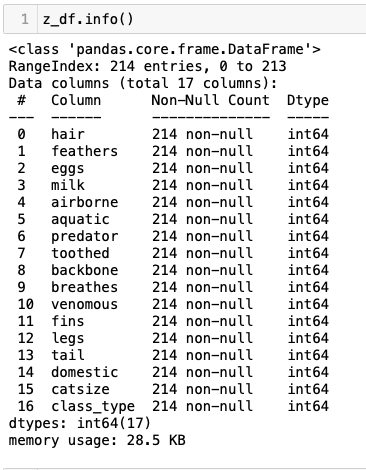 1 z_df.info()
<class 'pandas.core.frame.DataFrame'>
RangeIndex: 214 entries, 0 to 213
Data columns (total 17 columns):
 #   Column      Non-Null Count  Dtype
---  ------      --------------  -----
 0   hair        214 non-null    int64
 1   feathers    214 non-null    int64
 2   eggs        214 non-null    int64
 3   milk        214 non-null    int64
 4   airborne    214 non-null    int64
 5   aquatic     214 non-null    int64
 6   predator    214 non-null    int64
 7   toothed     214 non-null    int64
 8   backbone    214 non-null    int64
 9   breathes    214 non-null    int64
 10  venomous    214 non-null    int64
 11  fins        214 non-null    int64
 12  legs        214 non-null    int64
 13  tail        214 non-null    int64
 14  domestic    214 non-null    int64
 15  catsize     214 non-null    int64
 16  class_type  214 non-null    int64
dtypes: int64(17)
memory usage: 28.5 KB